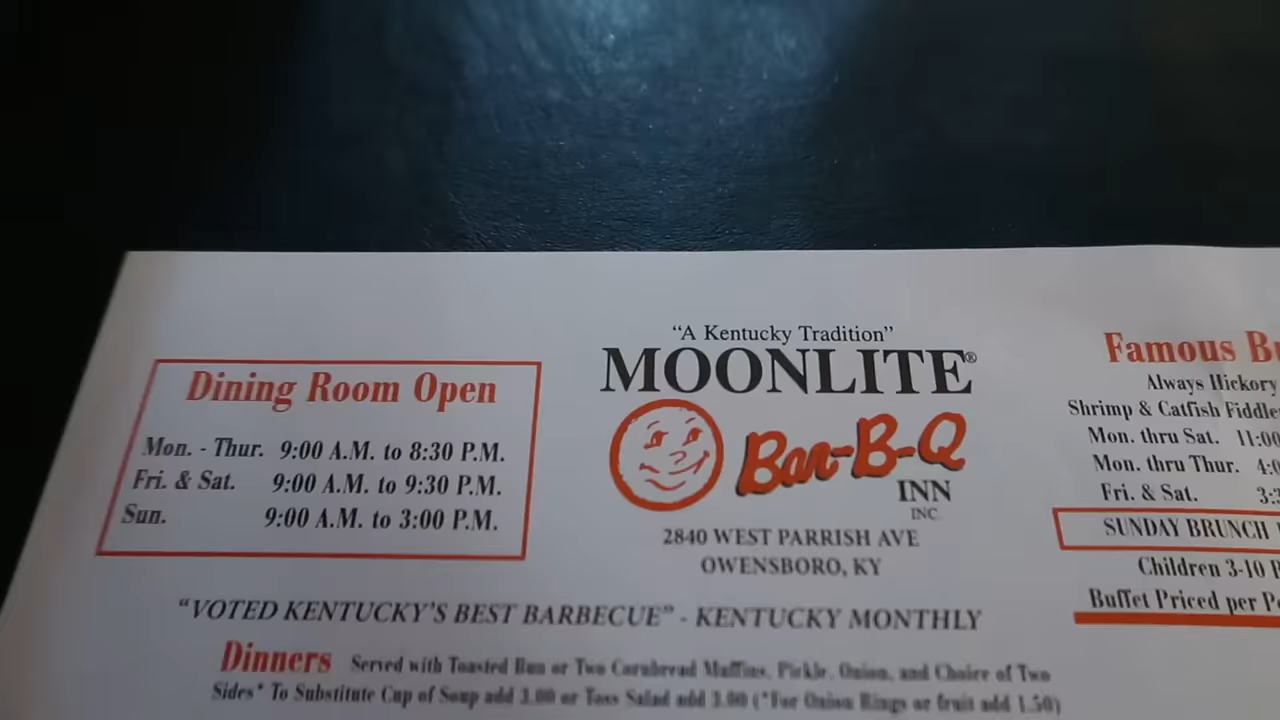 "A Kentucky Tradition"
MOONLITE®
Bar-B-Q
INN
INC.
2840 WEST PARRISH AVE
OWENSBORO, KY
Dining Room Open
Mon. - Thur. 9:00 A.M. to 8:30 P.M.
Fri. & Sat. 9:00 A.M. to 9:30 P.M.
Sun. 9:00 A.M. to 3:00 P.M.
Famous
Always Hickory
Shrimp & Catfish
Mon. thru Sat.
Mon. thru Thur.
Fri. & Sat.
SUNDAY BRUNCH
Children 3-10
Buffet Priced per
"VOTED KENTUCKY'S BEST BARBECUE" - KENTUCKY MONTHLY
Dinners Served with Toasted Bun or Two Cornbread Muffins, Pickle, Onion, and Choice of Two
Sides* To Substitute Cup of Soup add 3.00 or Toss Salad add 3.00 (*For Onion Rings or fruit add 1.50)